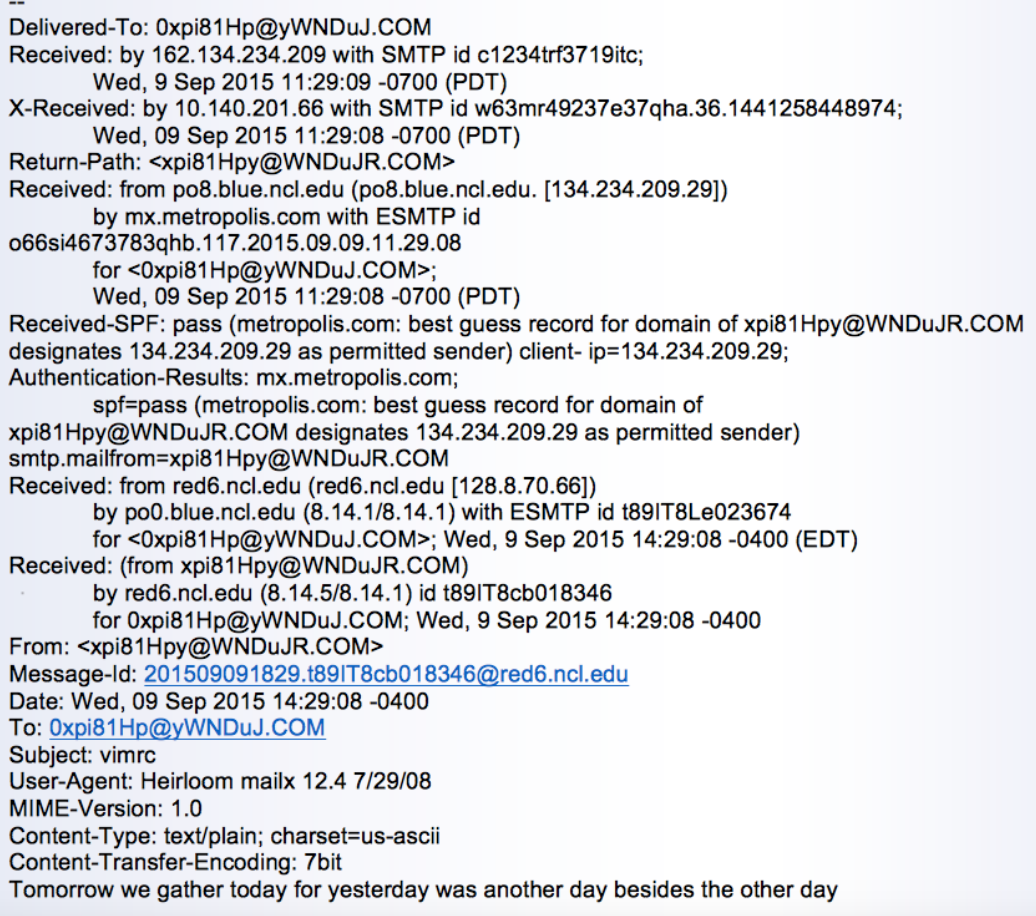 --
Delivered-To: 0xpi81Hp@yWNDuJ.COM
Received: by 162.134.234.209 with SMTP id c1234trf3719itc;
Wed, 9 Sep 2015 11:29:09 -0700 (PDT)
X-Received: by 10.140.201.66 with SMTP id w63mr49237e37qha.36.1441258448974;
Wed, 09 Sep 2015 11:29:08 -0700 (PDT)
Return-Path: <xpi81Hpy@WNDuJR.COM>
Received: from po8.blue.ncl.edu (po8.blue.ncl.edu. [134.234.209.29])
by mx.metropolis.com with ESMTP id
o66si4673783qhb.117.2015.09.09.11.29.08
for <0xpi81Hp@yWNDuJ.COM>;
Wed, 09 Sep 2015 11:29:08 -0700 (PDT)
Received-SPF: pass (metropolis.com: best guess record for domain of xpi81Hpy@WNDuJR.COM
designates 134.234.209.29 as permitted sender) client- ip=134.234.209.29;
Authentication-Results: mx.metropolis.com;
spf=pass (metropolis.com: best guess record for domain of
xpi81Hpy@WNDuJR.COM designates 134.234.209.29 as permitted sender)
smtp.mailfrom=xpi81Hpy@WNDuJR.COM
Received: from red6.ncl.edu (red6.ncl.edu [128.8.70.66])
by po0.blue.ncl.edu (8.14.1/8.14.1) with ESMTP id t89IT8Le023674
for <0xpi81Hp@yWNDuJ.COM>; Wed, 9 Sep 2015 14:29:08 -0400 (EDT)
Received: (from xpi81Hpy@WNDuJR.COM)
by red6.ncl.edu (8.14.5/8.14.1) id t89IT8cb018346
for 0xpi81Hp@yWNDuJ.COM; Wed, 9 Sep 2015 14:29:08 -0400
From: <xpi81Hpy@WNDuJR.COM>
Message-Id: 201509091829.t89IT8cb018346@red6.ncl.edu
Date: Wed, 09 Sep 2015 14:29:08 -0400
To: 0xpi81Hp@yWNDuJ.COM
Subject: vimrc
User-Agent: Heirloom mailx 12.4 7/29/08
MIME-Version: 1.0
Content-Type: text/plain; charset=us-ascii
Content-Transfer-Encoding: 7bit
Tomorrow we gather today for yesterday was another day besides the other day